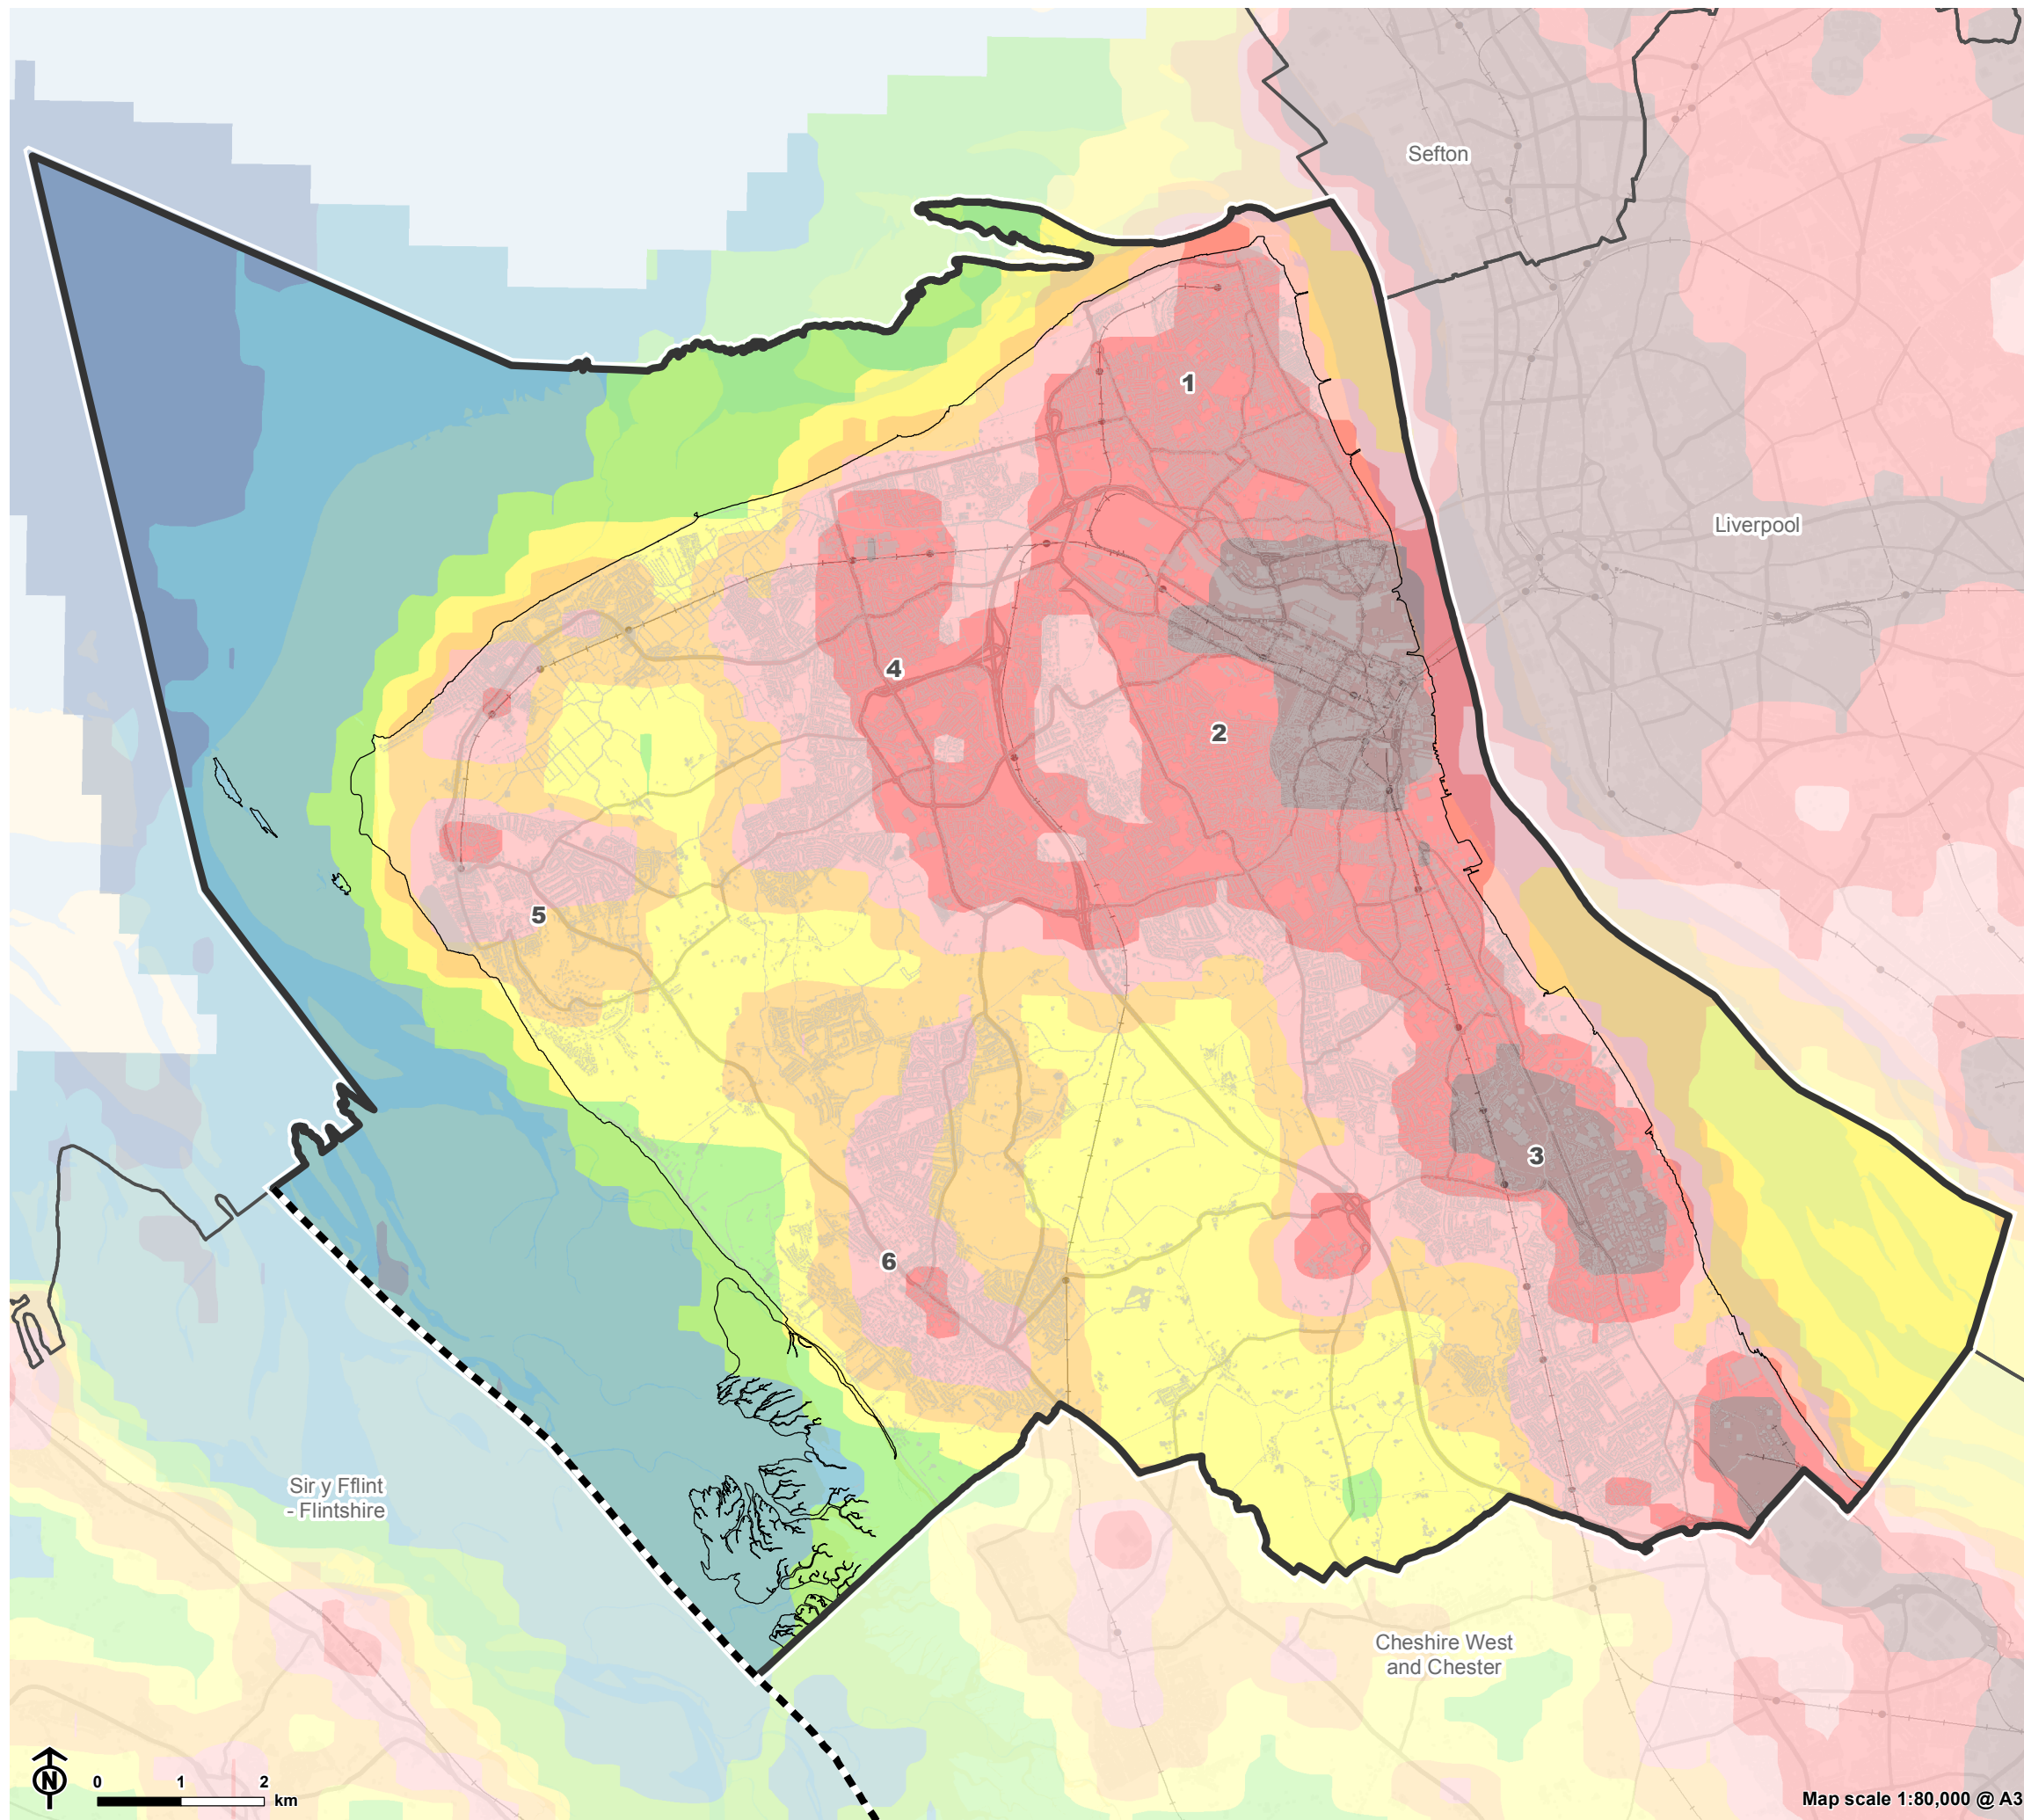 Sefton
1
Liverpool
4
2
5
3
6
Sir y Fflint
- Flintshire
Cheshire West
and Chester
N
0 1 2
km
Map scale 1:80,000 @ A3